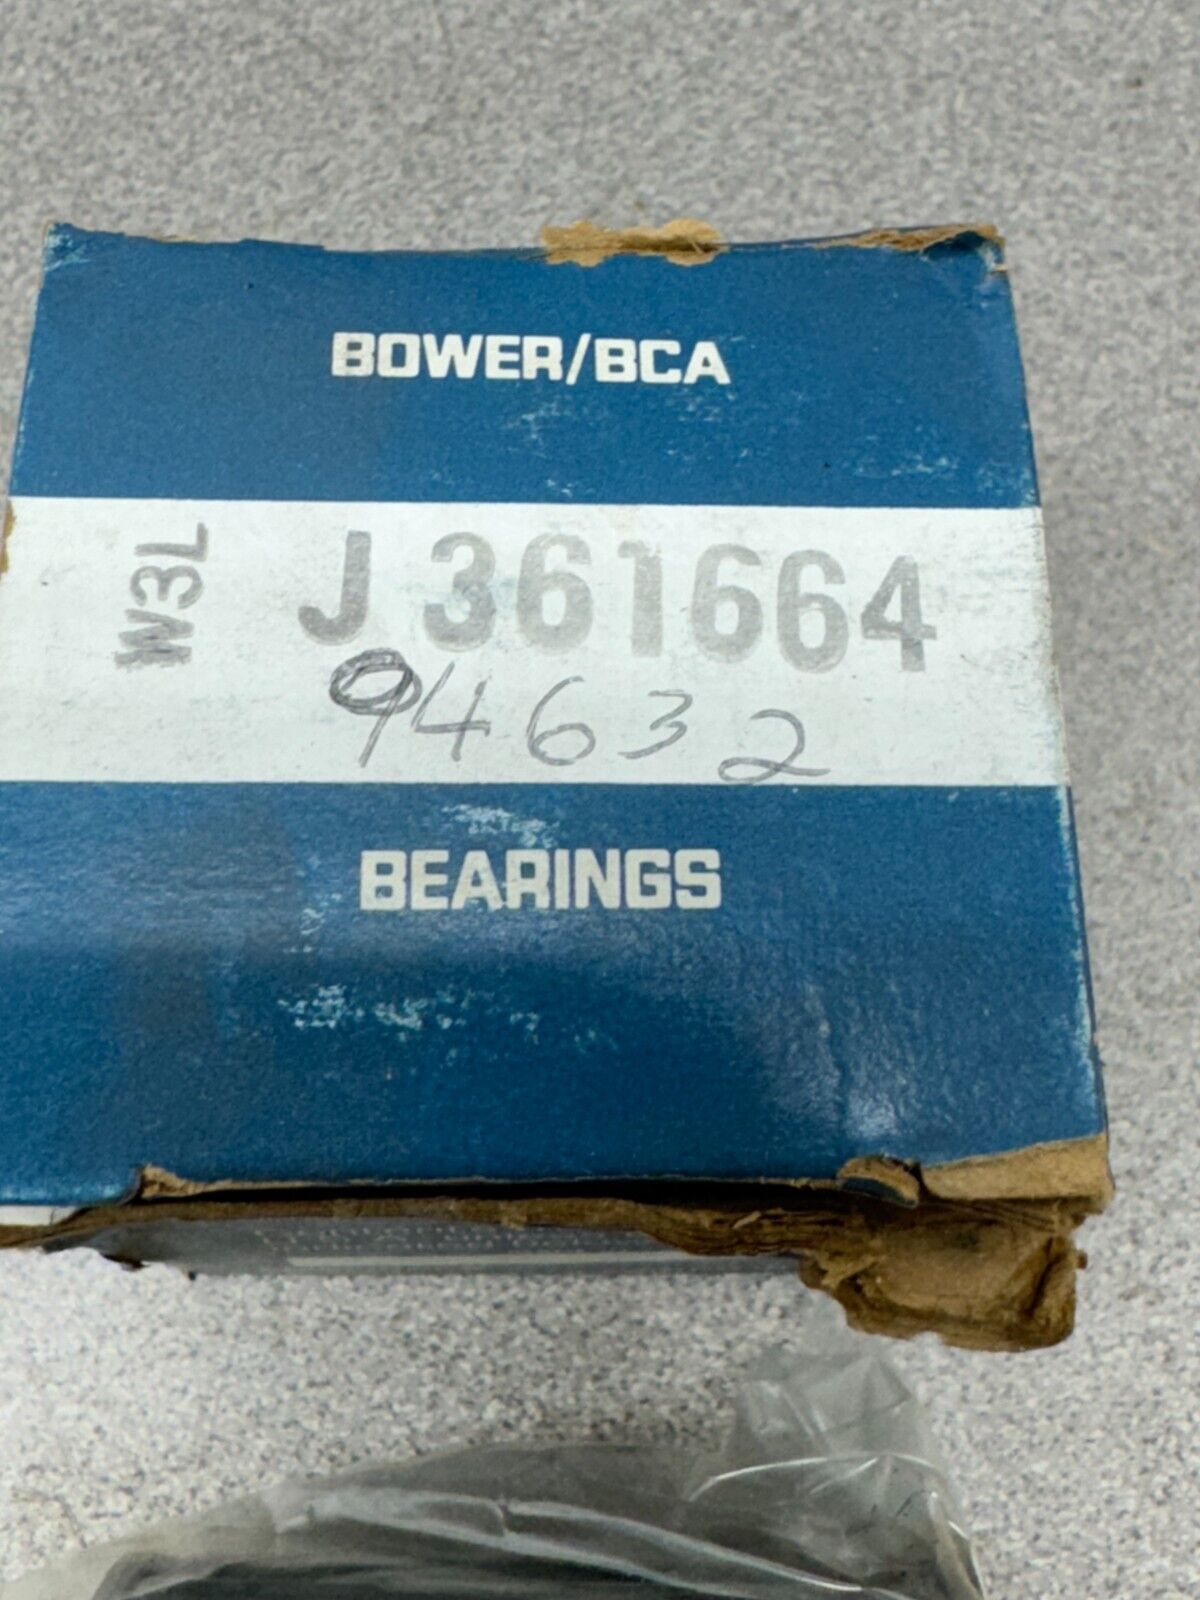 BOWER/BCA
W3L
J 361664
94632
BEARINGS